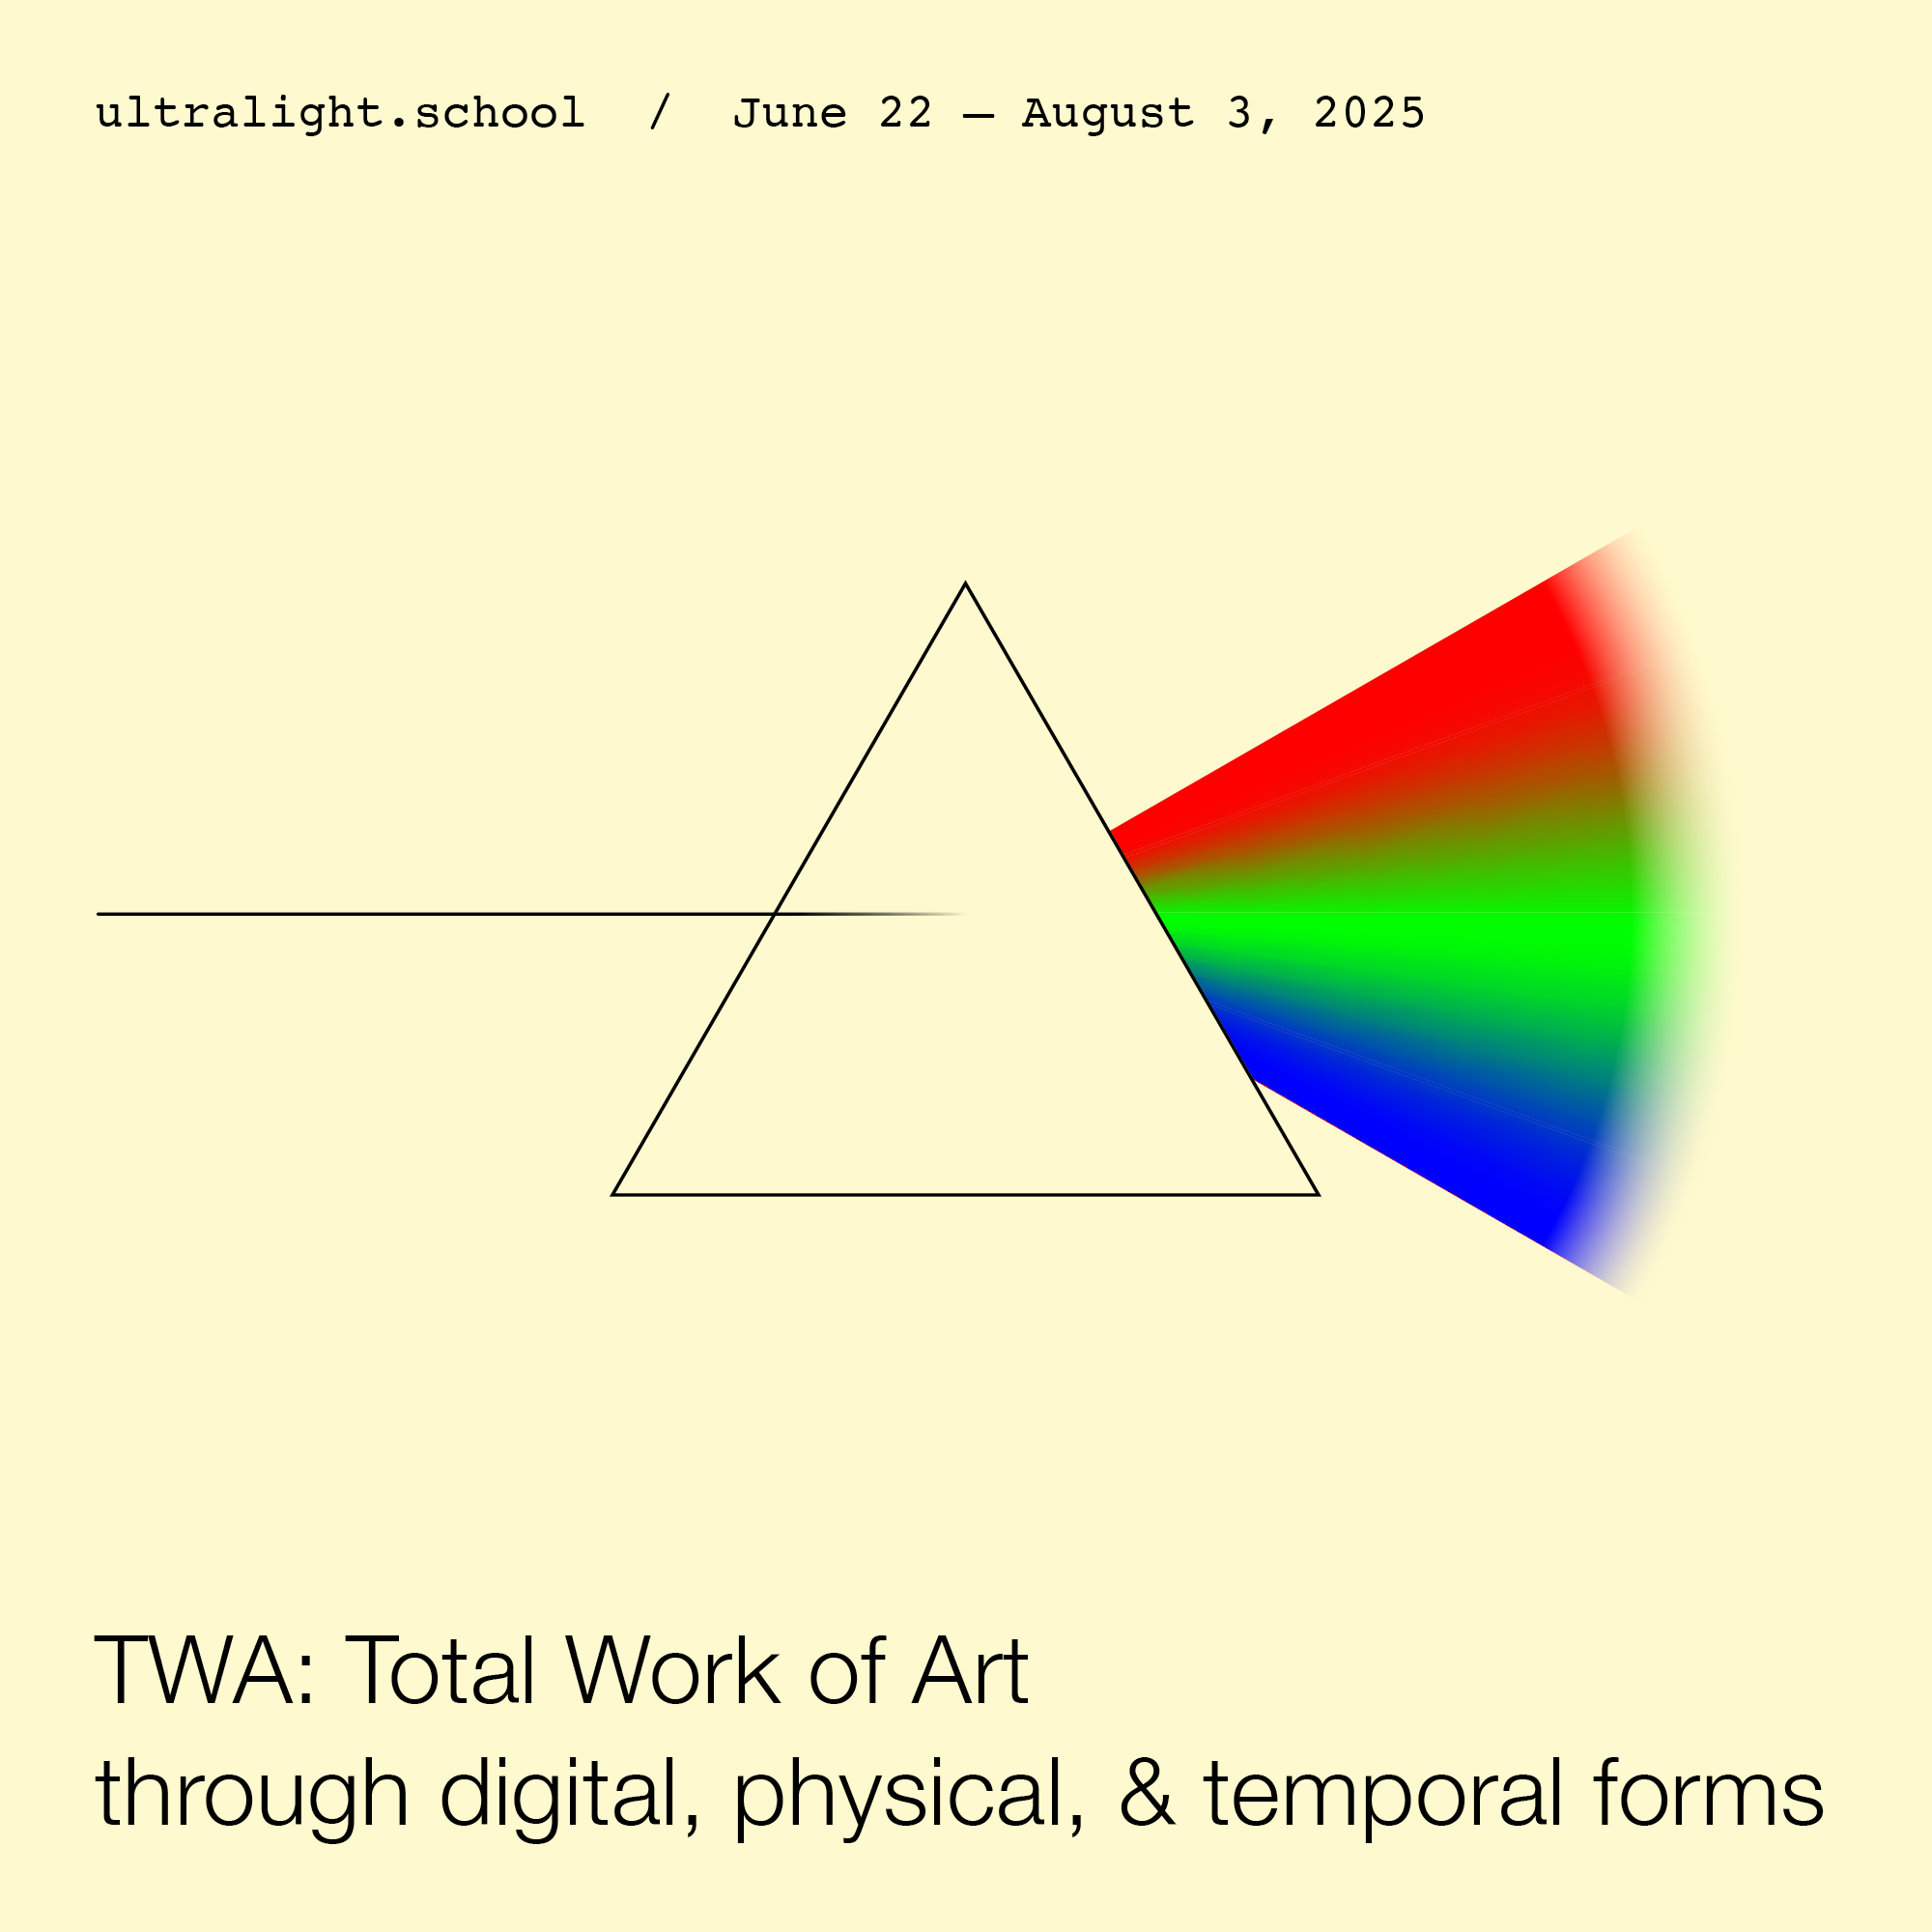 ultralight.school / June 22 — August 3, 2025
TWA: Total Work of Art
through digital, physical, & temporal forms